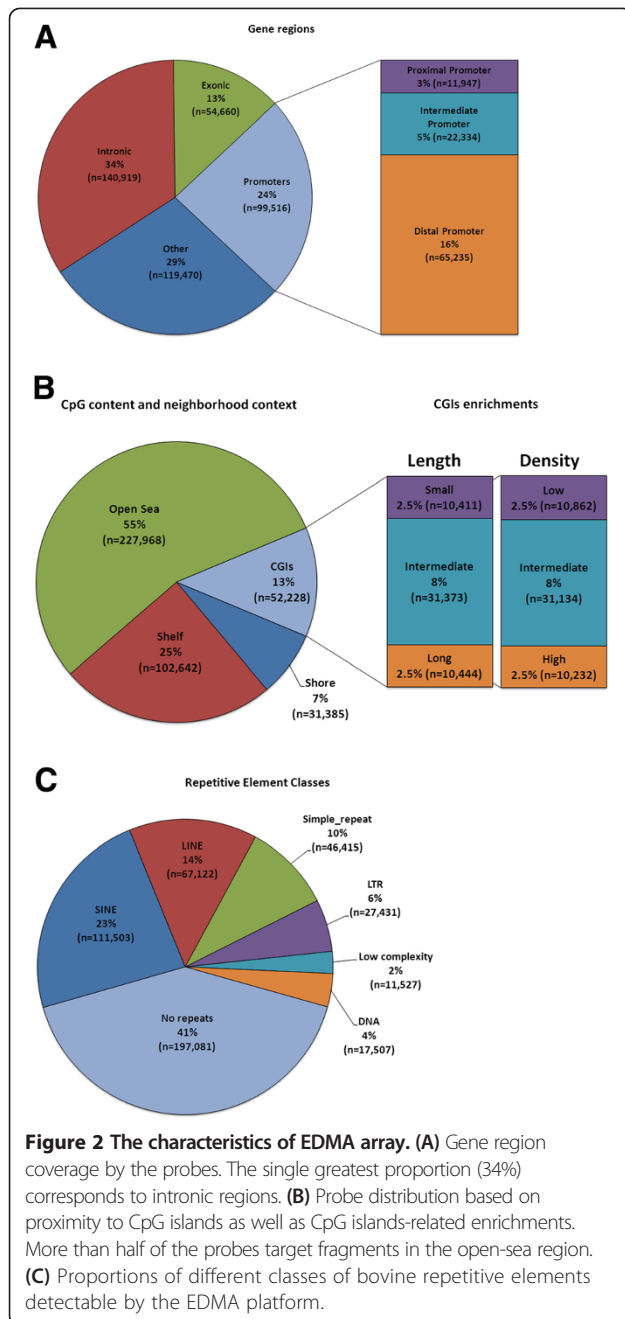 A
Gene regions
Exonic
13%
(n=54,660)
Intronic
34%
(n=140,919)
Promoters
24%
(n=99,516)
Other
29%
(n=119,470)
Proximal Promoter
3% (n=11,947)
Intermediate
Promoter
5% (n=22,334)
Distal Promoter
16%
(n=65,235)
B
CpG content and neighborhood context
CGIs enrichments
Open Sea
55%
(n=227,968)
CGIs
13%
(n=52,228)
Shelf
25%
(n=102,642)
Shore
7%
(n=31,385)
Length
Small
2.5% (n=10,411)
Intermediate
8%
(n=31,373)
Long
2.5% (n=10,444)
Density
Low
2.5% (n=10,862)
Intermediate
8%
(n=31,134)
High
2.5% (n=10,232)
C
Repetitive Element Classes
LINE
14%
(n=67,122)
Simple_repeat
10%
(n=46,415)
LTR
6%
(n=27,431)
SINE
23%
(n=111,503)
Low complexity
2%
(n=11,527)
No repeats
41%
(n=197,081)
DNA
4%
(n=17,507)
Figure 2 The characteristics of EDMA array. (A) Gene region
coverage by the probes. The single greatest proportion (34%)
corresponds to intronic regions. (B) Probe distribution based on
proximity to CpG islands as well as CpG islands-related enrichments.
More than half of the probes target fragments in the open-sea region.
(C) Proportions of different classes of bovine repetitive elements
detectable by the EDMA platform.